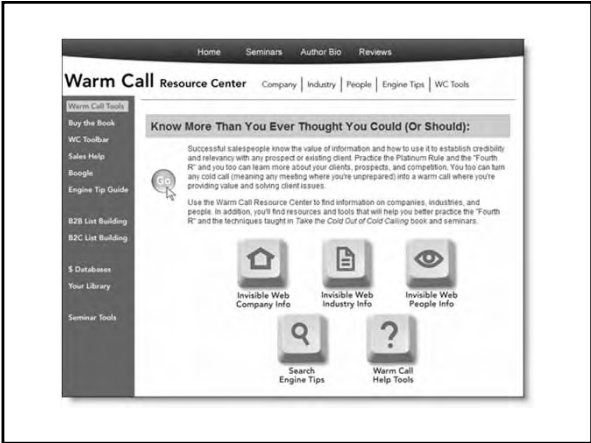 Home Seminars Author Bio Reviews
Warm Call Resource Center Company | Industry | People | Engine Tips | WC Tools
Warm Call Tools
Buy the Book
WC Toolbar
Sales Help
Boogle
Engine Tip Guide
B2B List Building
B2C List Building
$ Databases
Your Library
Seminar Tools
Know More Than You Ever Thought You Could (Or Should):
Successful salespeople know the value of information and how to use it to establish credibility
and relevancy with any prospect or existing client. Practice the Platinum Rule and the "Fourth
R" and you too can learn more about your clients, prospects, and competition. You too can turn
any cold call (meaning any meeting where you're unprepared) into a warm call where you're
providing value and solving client issues.
Go
Use the Warm Call Resource Center to find information on companies, industries, and
people. In addition, you'll find resources and tools that will help you better practice the "Fourth
R" and the techniques taught in Take the Cold Out of Cold Calling book and seminars.
Invisible Web
Company Info
Invisible Web
Industry Info
Invisible Web
People Info
Search
Engine Tips
?
Warm Call
Help Tools